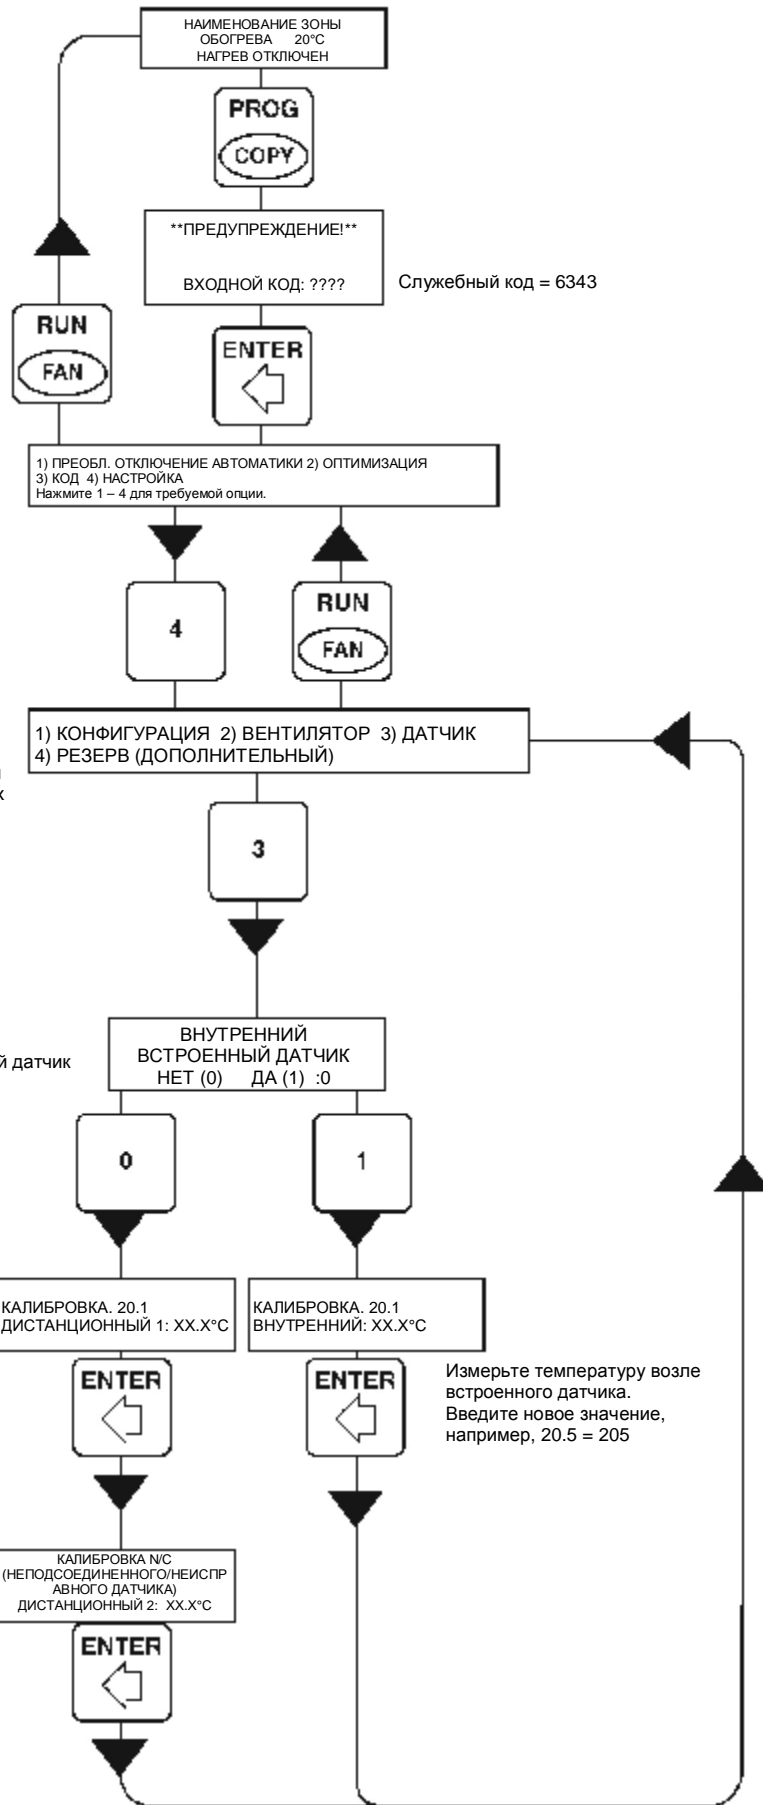 НАИМЕНОВАНИЕ ЗОНЫ
ОБОГРЕВА 20°C
НАГРЕВ ОТКЛЮЧЕН
PROG
COPY
**ПРЕДУПРЕЖДЕНИЕ!**
ВХОДНОЙ КОД: ????
Служебный код = 6343
RUN
FAN
ENTER
1) ПРЕОБЛ. ОТКЛЮЧЕНИЕ АВТОМАТИКИ 2) ОПТИМИЗАЦИЯ
3) КОД 4) НАСТРОЙКА
Нажмите 1 – 4 для требуемой опции.
4
RUN
FAN
1) КОНФИГУРАЦИЯ 2) ВЕНТИЛЯТОР 3) ДАТЧИК
4) РЕЗЕРВ (ДОПОЛНИТЕЛЬНЫЙ)
х
3
ВНУТРЕННИЙ
ВСТРОЕННЫЙ ДАТЧИК
НЕТ (0) ДА (1) :0
й датчик
0
1
КАЛИБРОВКА. 20.1
ДИСТАНЦИОННЫЙ 1: XX.X°C
КАЛИБРОВКА. 20.1
ВНУТРЕННИЙ: XX.X°C
ENTER
ENTER
Измерьте температуру возле
встроенного датчика.
Введите новое значение,
например, 20.5 = 205
КАЛИБРОВКА N/C
(НЕПОДСОЕДИНЕННОГО/НЕИСПР
АВНОГО ДАТЧИКА)
ДИСТАНЦИОННЫЙ 2: XX.X°C
ENTER